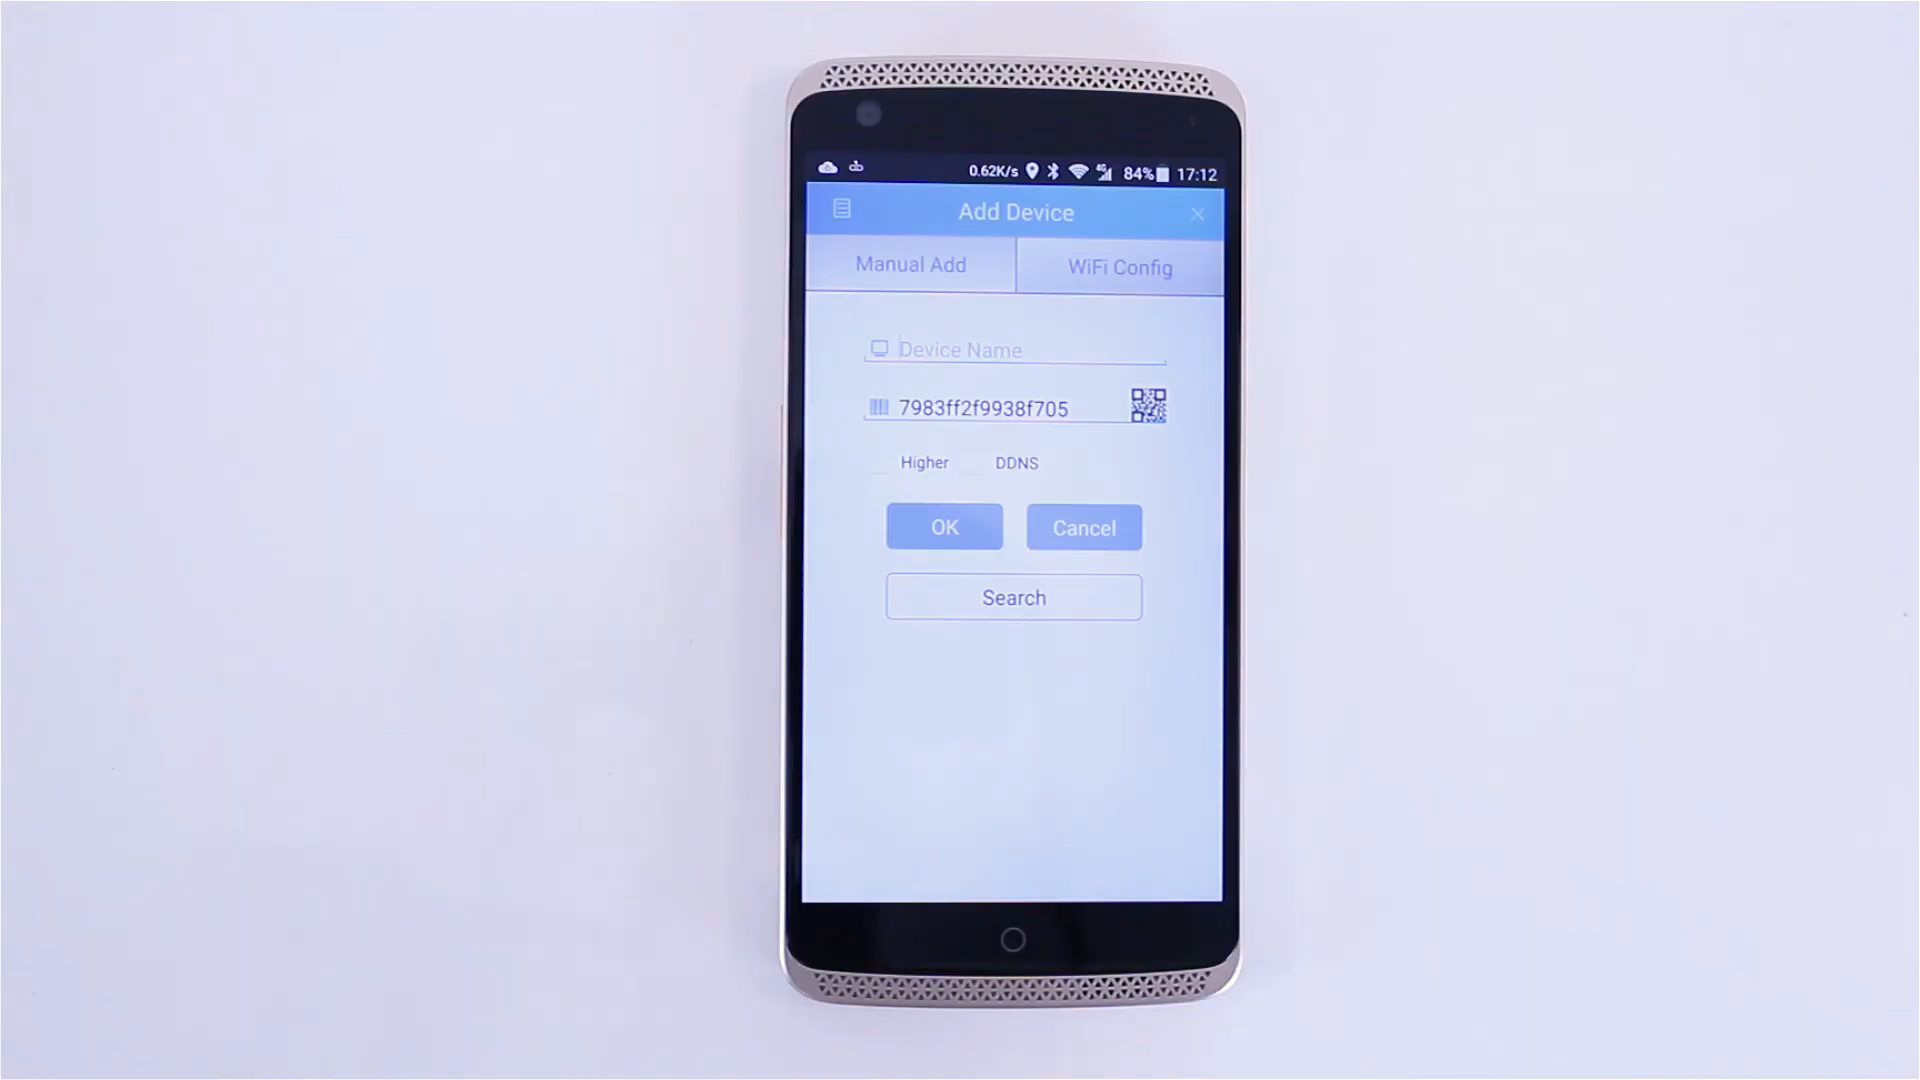 0.62K/s 4G 84% 17:12
Add Device
Manual Add WiFi Config
Device Name
7983ff2f9938f705
Higher DDNS
OK Cancel
Search